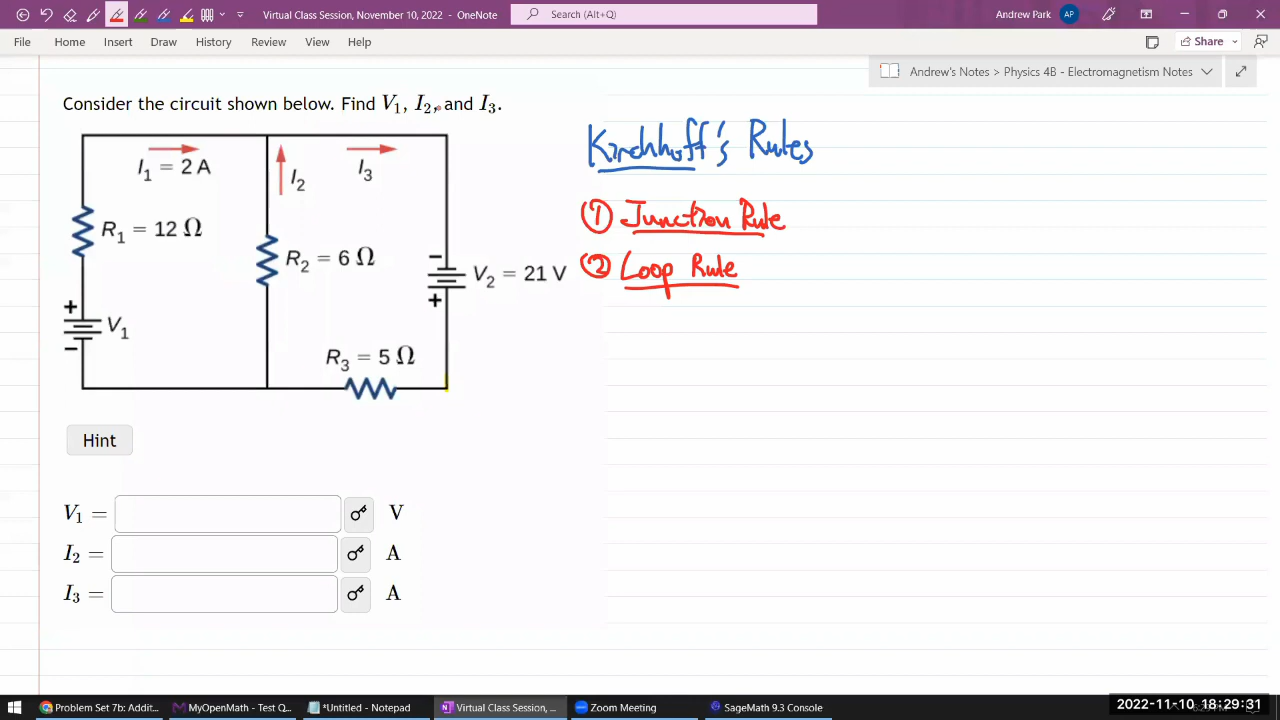 Virtual Class Session, November 10, 2022 - OneNote
Search (Alt+Q)
Andrew Park
AP
File Home Insert Draw History Review View Help
Share
Andrew's Notes > Physics 4B - Electromagnetism Notes
Consider the circuit shown below. Find V₁, I₂, and I₃.
Kirchhoff's Rules
① Junction Rule
② Loop Rule
I₁ = 2 A
I₂
I₃
R₁ = 12 Ω
R₂ = 6 Ω
-
V₂ = 21 V
+
+
V₁
-
R₃ = 5 Ω
Hint
V₁ = V
I₂ = A
I₃ = A
Problem Set 7b: Addit...
MyOpenMath - Test Q...
*Untitled - Notepad
Virtual Class Session, ...
Zoom Meeting
SageMath 9.3 Console
2022-11-10 18:29:31